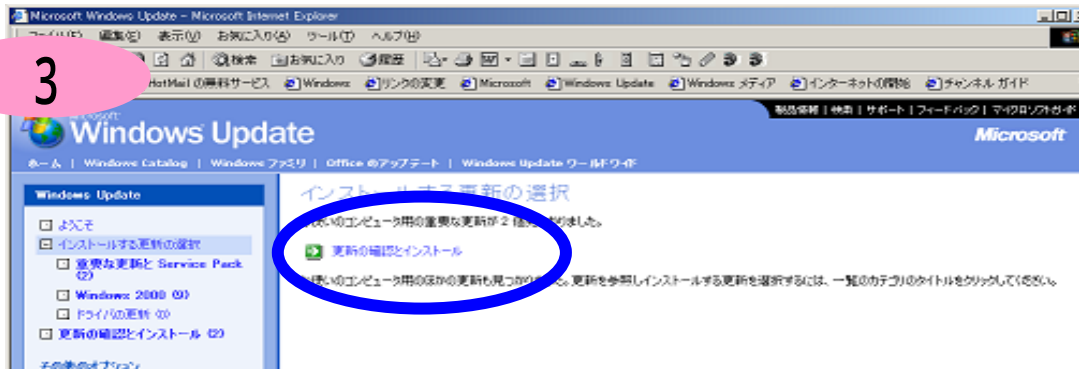 Microsoft Windows Update - Microsoft Internet Explorer
編集(E) 表示(V) お気に入り(A) ツール(T) ヘルプ(H)
3
検索 お気に入り 履歴
HotMail の無料サービス Windows リンクの変更 Microsoft Windows Update Windows メディア インターネットの開始 チャンネル ガイド
製品情報 | 検索 | サポート | フィードバック | マイクロソフトガイド
Windows Update
Microsoft
ホーム | Windows Catalog | Windows ファミリ | Office のアップデート | Windows Update ワールドワイド
Windows Update
ようこそ
インストールする更新の選択
重要な更新と Service Pack (2)
Windows 2000 (9)
ドライバの更新 (0)
更新の確認とインストール (2)
その他のオプション
インストールする更新の選択
お使いのコンピュータ用の重要な更新が 2 個見つかりました。
更新の確認とインストール
お使いのコンピュータ用のほかの更新も見つかりました。更新を参照しインストールする更新を選択するには、一覧のカテゴリのタイトルをクリックしてください。